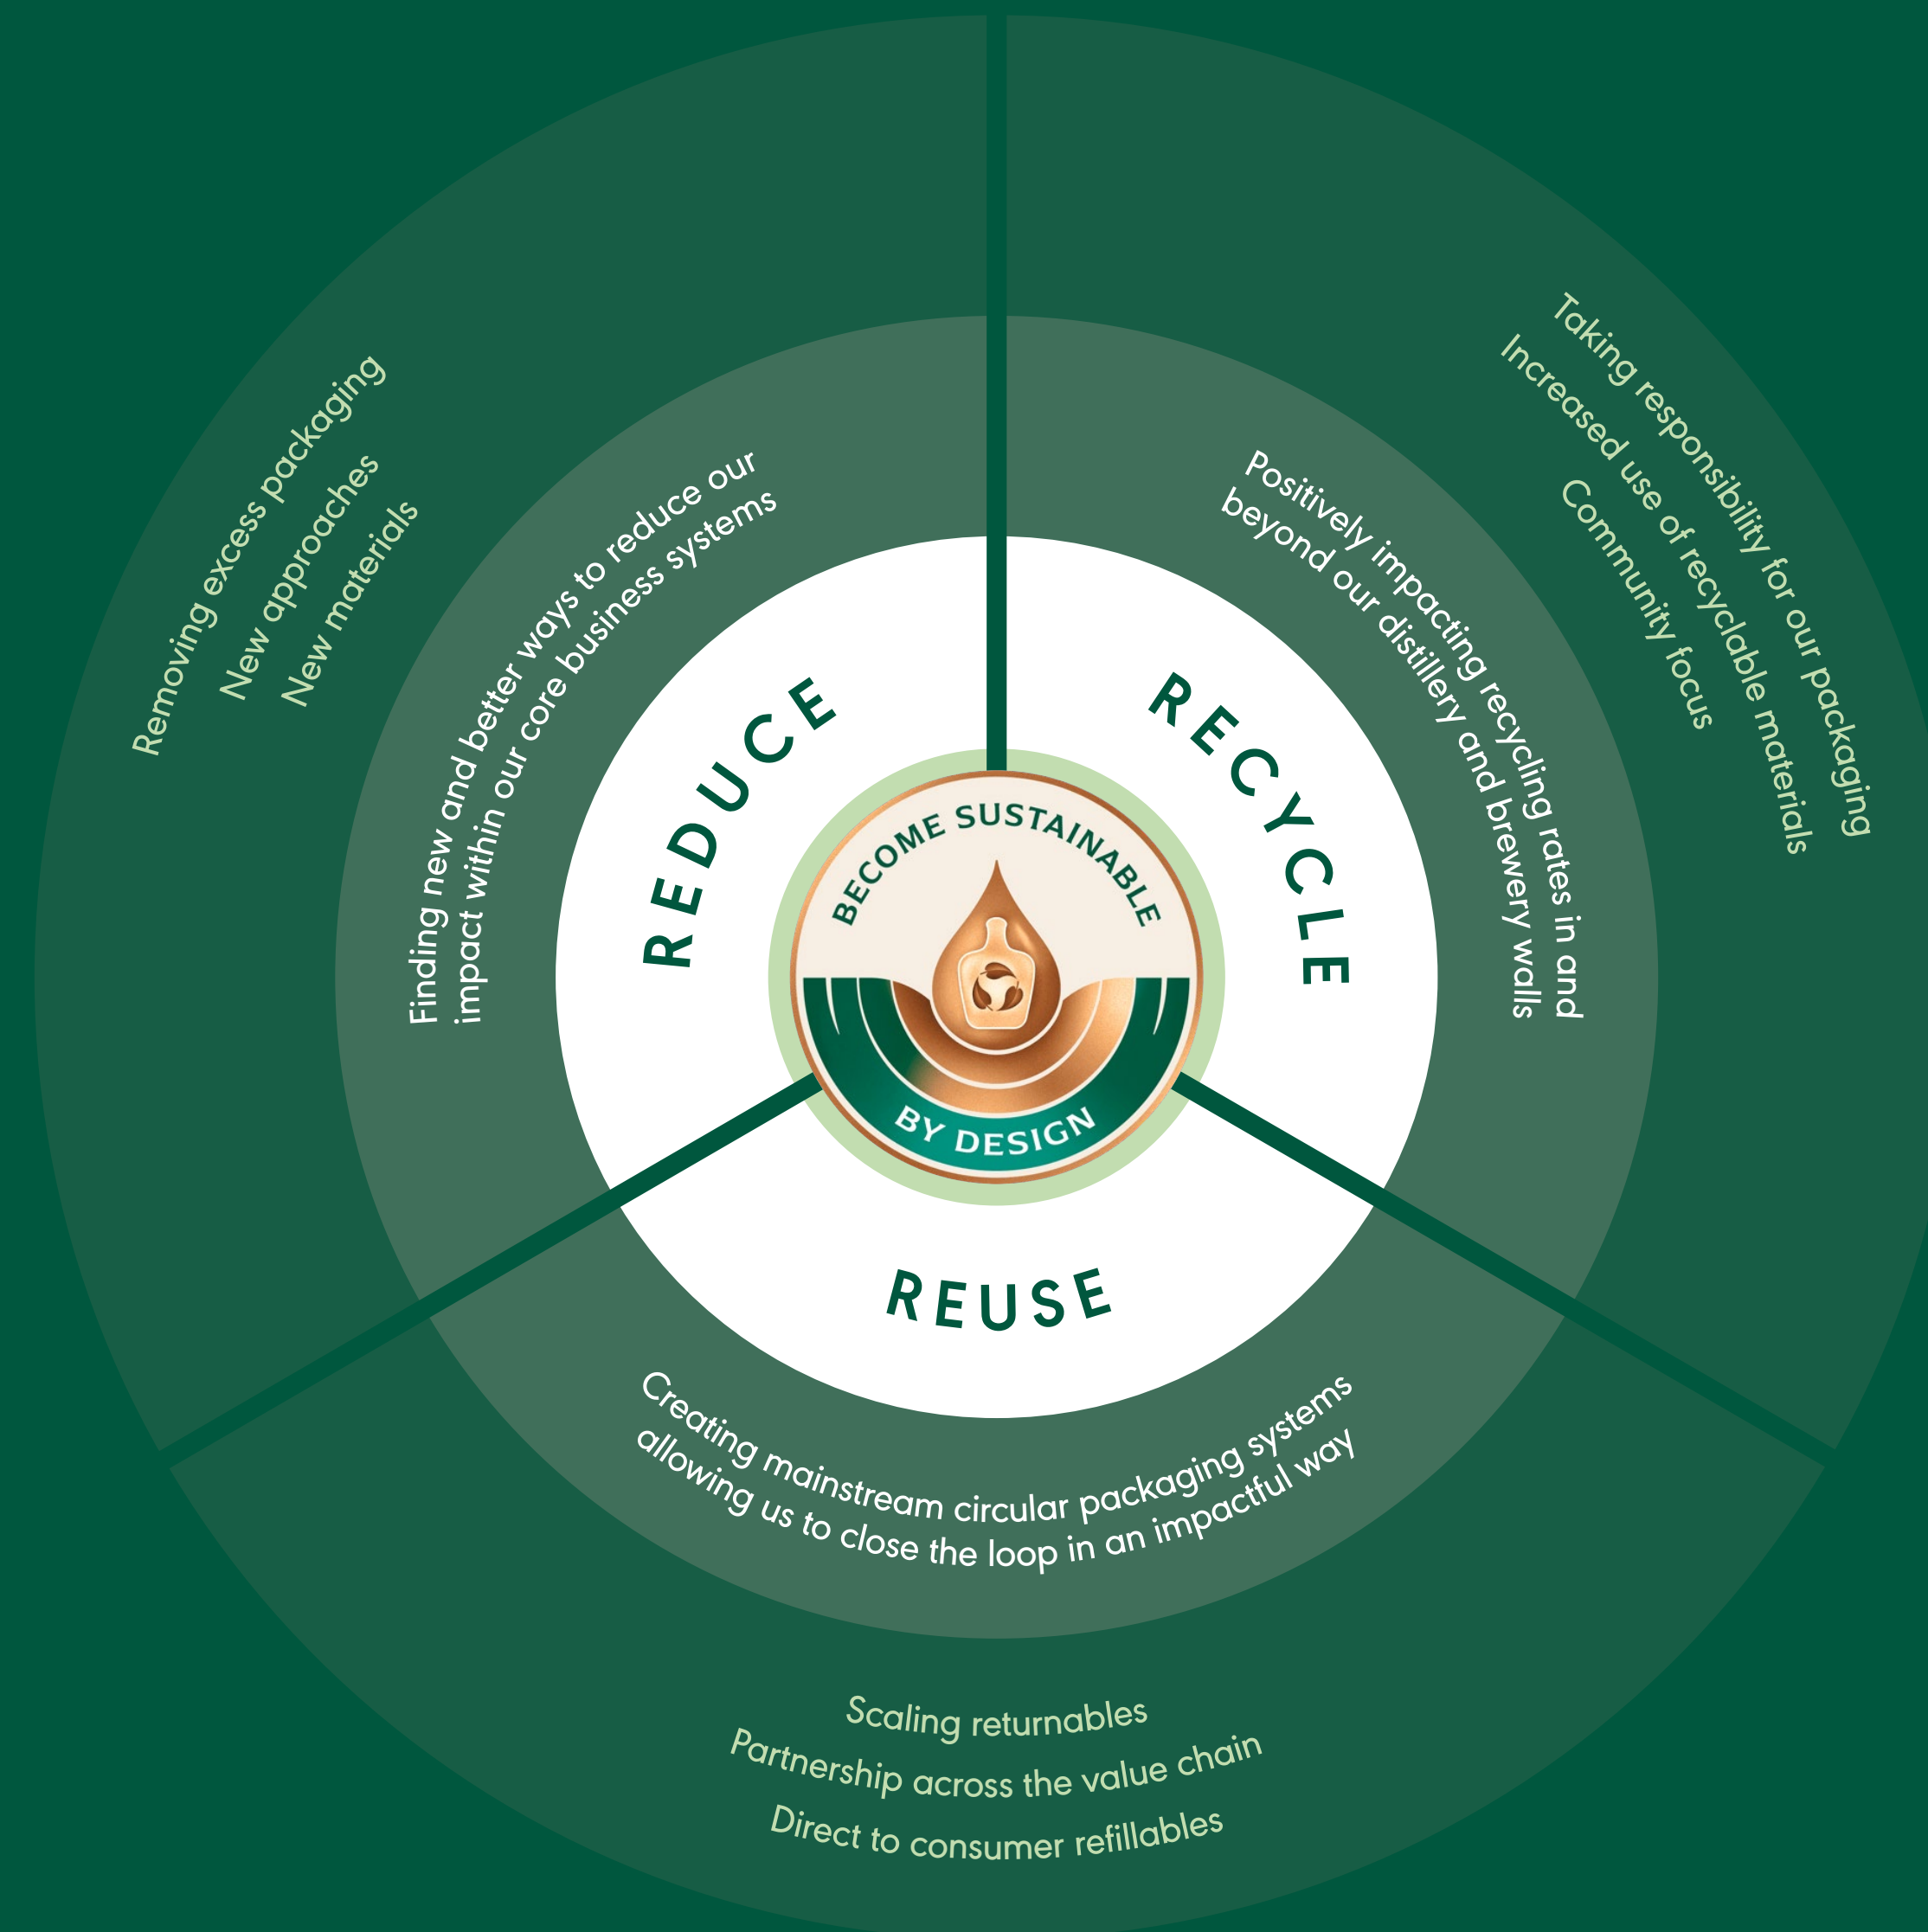 BECOME SUSTAINABLE
BY DESIGN
REDUCE
Finding new and better ways to reduce our
impact within our core business systems
Removing excess packaging
New approaches
New materials
RECYCLE
Positively impacting recycling rates in and
beyond our distillery and brewery walls
Taking responsibility for our packaging
Increased use of recyclable materials
Community focus
REUSE
Creating mainstream circular packaging systems
allowing us to close the loop in an impactful way
Scaling returnables
Partnership across the value chain
Direct to consumer refillables